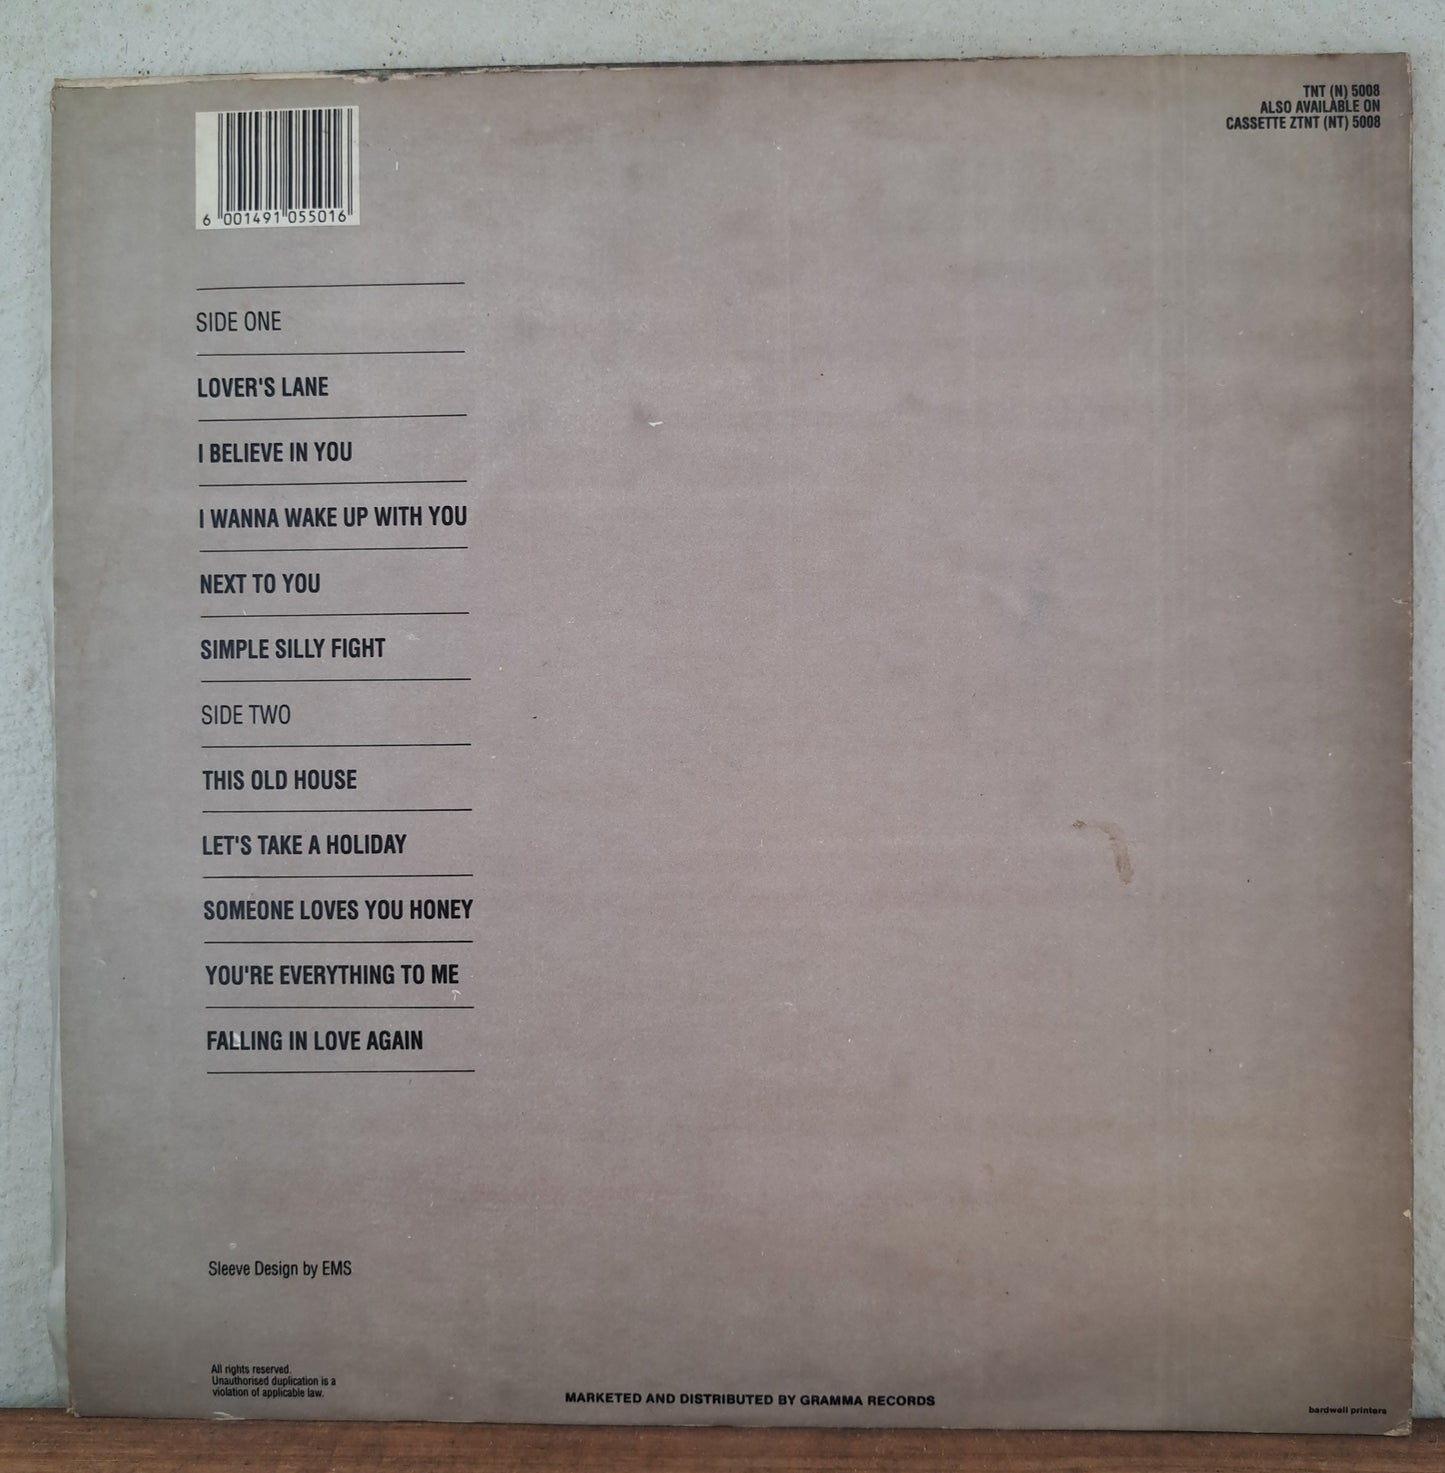 TNT (N) 5008
ALSO AVAILABLE ON
CASSETTE ZTNT (NT) 5008
6 001491 055016
SIDE ONE
LOVER'S LANE
I BELIEVE IN YOU
I WANNA WAKE UP WITH YOU
NEXT TO YOU
SIMPLE SILLY FIGHT
SIDE TWO
THIS OLD HOUSE
LET'S TAKE A HOLIDAY
SOMEONE LOVES YOU HONEY
YOU'RE EVERYTHING TO ME
FALLING IN LOVE AGAIN
Sleeve Design by EMS
All rights reserved.
Unauthorised duplication is a
violation of applicable law.
MARKETED AND DISTRIBUTED BY GRAMMA RECORDS
bardwell printers